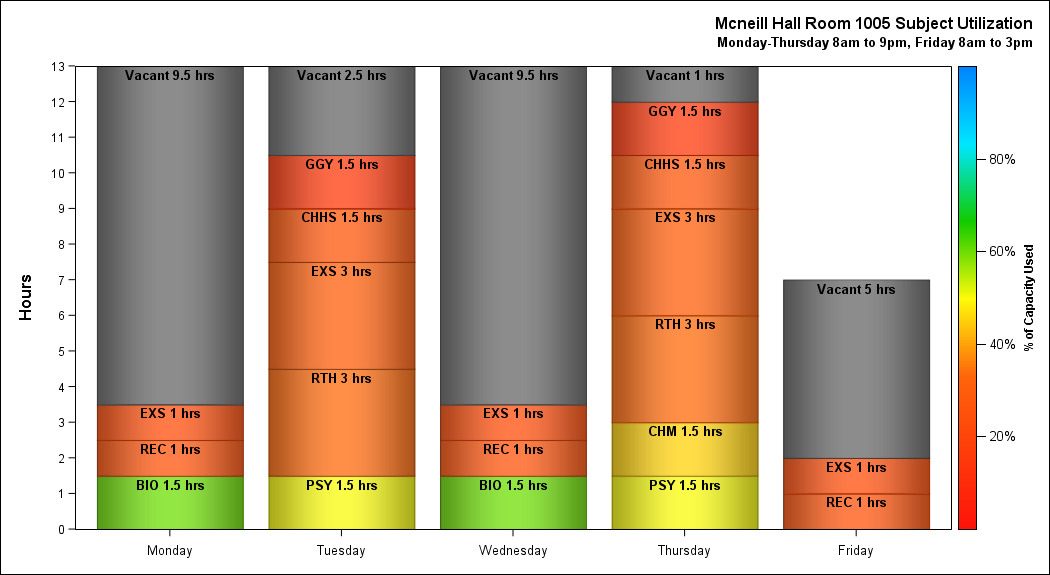 Mcneill Hall Room 1005 Subject Utilization
Monday-Thursday 8am to 9pm, Friday 8am to 3pm
Hours
13
12
11
10
9
8
7
6
5
4
3
2
1
0
Vacant 9.5 hrs
EXS 1 hrs
REC 1 hrs
BIO 1.5 hrs
Monday
Vacant 2.5 hrs
GGY 1.5 hrs
CHHS 1.5 hrs
EXS 3 hrs
RTH 3 hrs
PSY 1.5 hrs
Tuesday
Vacant 9.5 hrs
EXS 1 hrs
REC 1 hrs
BIO 1.5 hrs
Wednesday
Vacant 1 hrs
GGY 1.5 hrs
CHHS 1.5 hrs
EXS 3 hrs
RTH 3 hrs
CHM 1.5 hrs
PSY 1.5 hrs
Thursday
Vacant 5 hrs
EXS 1 hrs
REC 1 hrs
Friday
80%
60%
40%
20%
% of Capacity Used